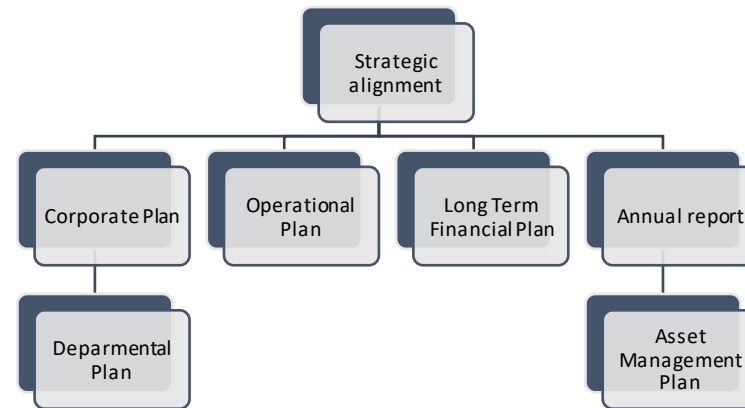 Strategic
alignment
Corporate Plan
Operational
Plan
Long Term
Financial Plan
Annual report
Deparmental
Plan
Asset
Management
Plan